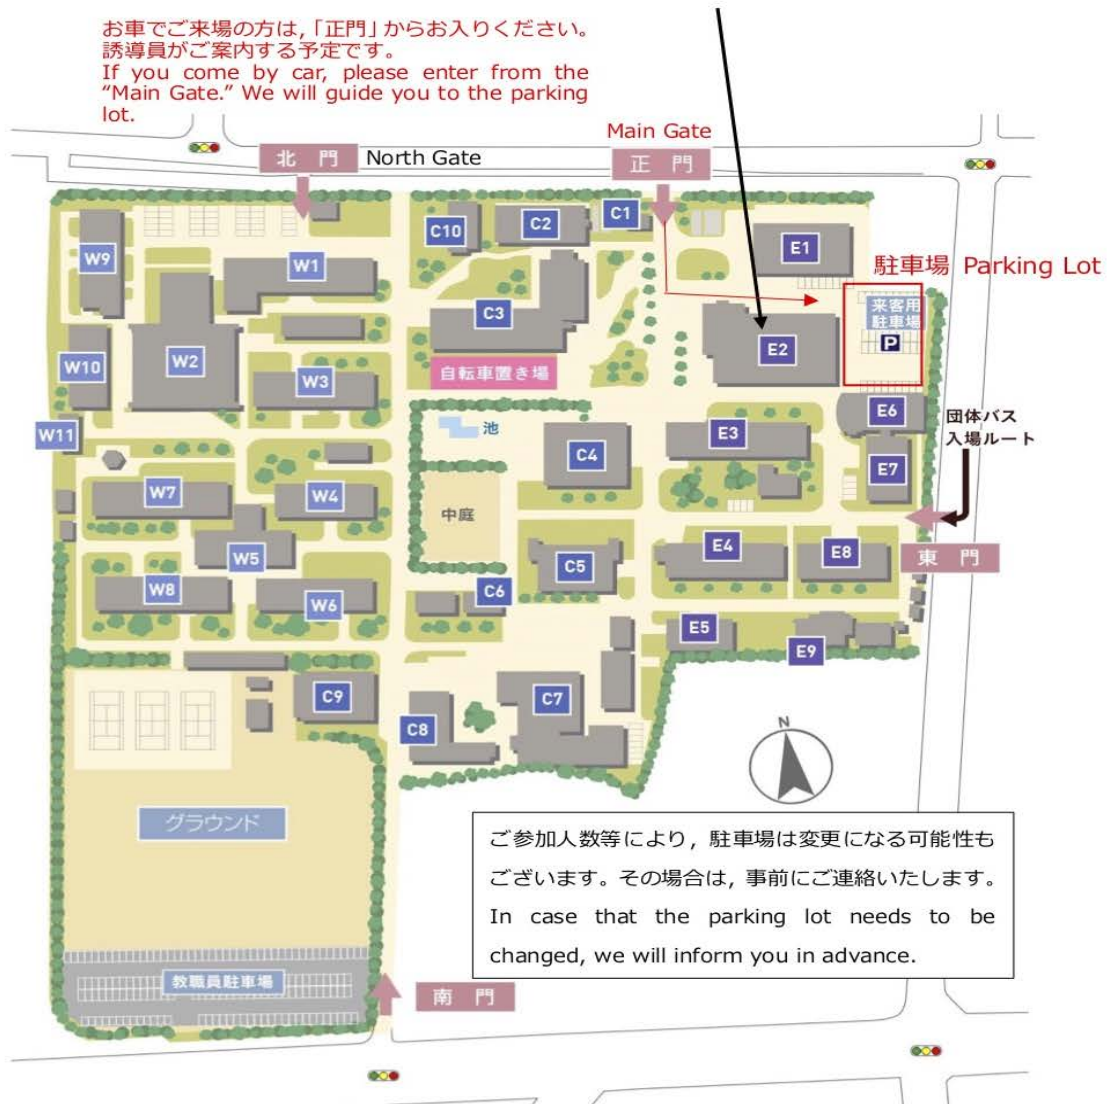 お車でご来場の方は，「正門」からお入りください。
誘導員がご案内する予定です。
If you come by car, please enter from the
“Main Gate.” We will guide you to the parking
lot.
Main Gate
北 門 North Gate
正 門
C10
C2
C1
W9
W1
E1
駐車場 Parking Lot
来客用
駐車場
P
C3
E2
W10
W2
W3
自転車置き場
W11
池
C4
E3
E6
団体バス
入場ルート
E7
W7
W4
中庭
W5
C5
E4
E8
東 門
W8
W6
C6
E5
E9
C9
C8
C7
N
グラウンド
ご参加人数等により，駐車場は変更になる可能性も
ございます。その場合は，事前にご連絡いたします。
In case that the parking lot needs to be
changed, we will inform you in advance.
教職員駐車場
南 門